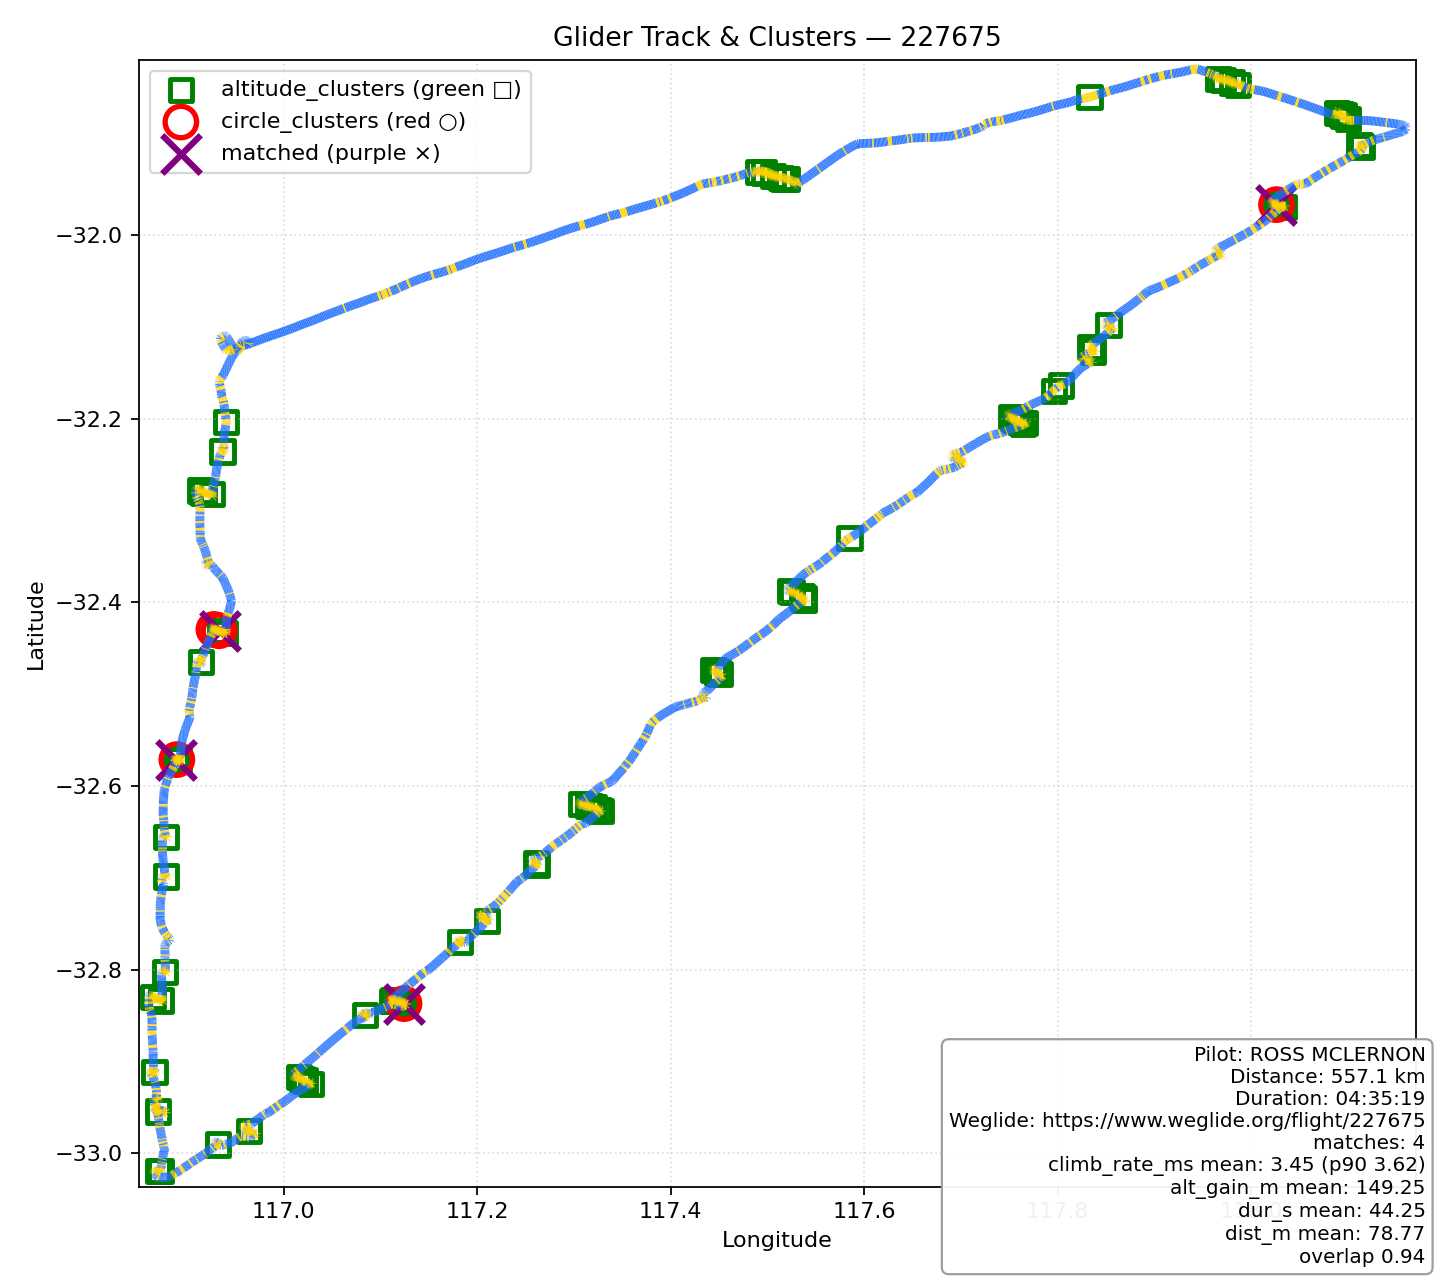 Glider Track & Clusters — 227675
altitude_clusters (green □)
circle_clusters (red ○)
matched (purple ×)
−32.0
−32.2
−32.4
−32.6
−32.8
−33.0
Latitude
117.0
117.2
117.4
117.6
117.8
Longitude
Pilot: ROSS MCLERNON
Distance: 557.1 km
Duration: 04:35:19
Weglide: https://www.weglide.org/flight/227675
matches: 4
climb_rate_ms mean: 3.45 (p90 3.62)
alt_gain_m mean: 149.25
dur_s mean: 44.25
dist_m mean: 78.77
overlap 0.94